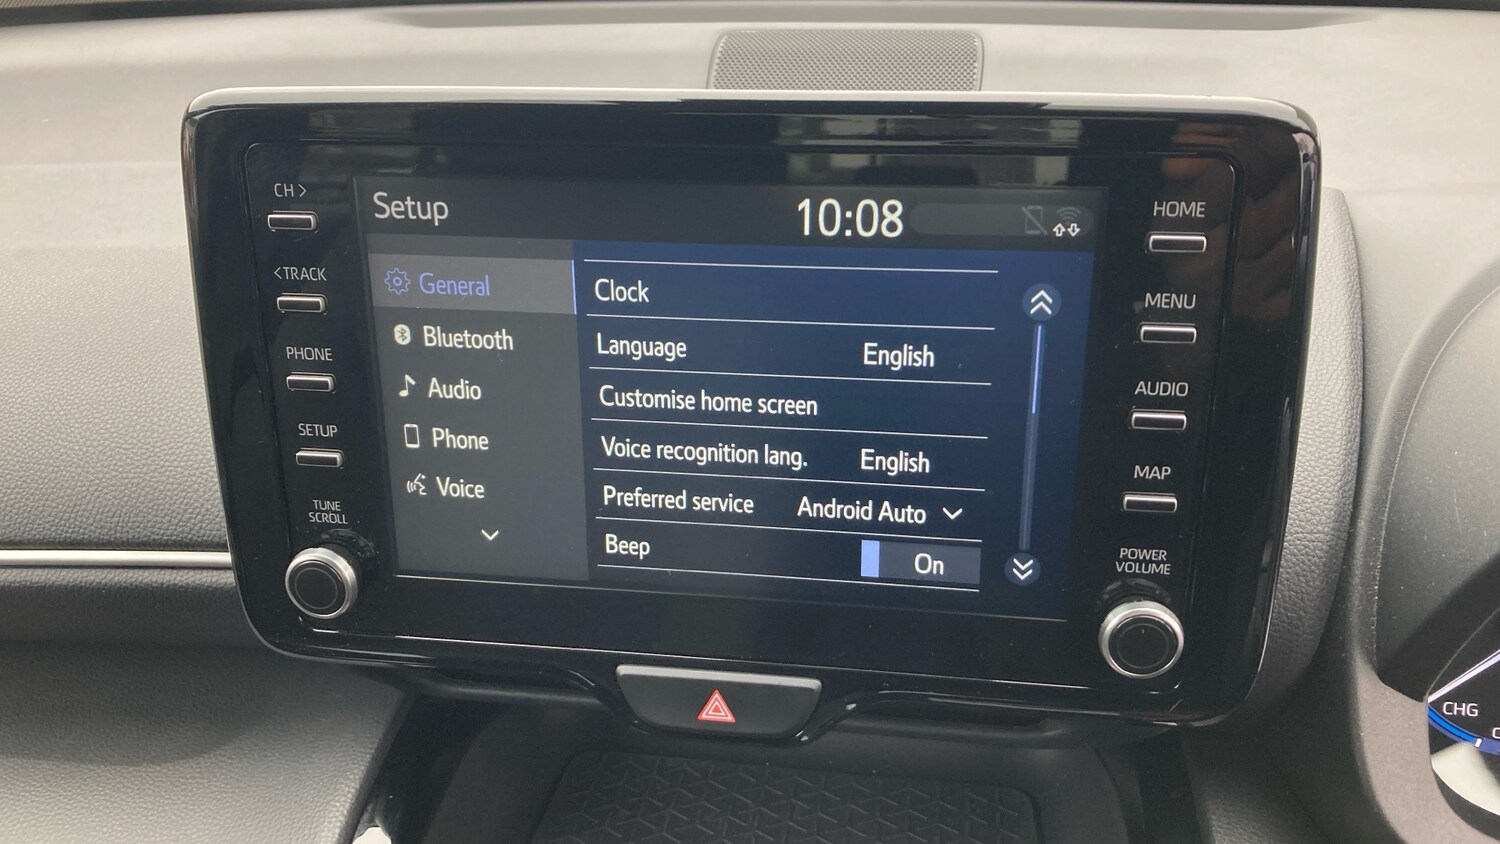 CH >
<TRACK
PHONE
SETUP
TUNE
SCROLL
Setup
10:08
General
Bluetooth
Audio
Phone
Voice
Clock
Language English
Customise home screen
Voice recognition lang. English
Preferred service Android Auto
Beep On
HOME
MENU
AUDIO
MAP
POWER
VOLUME
CHG